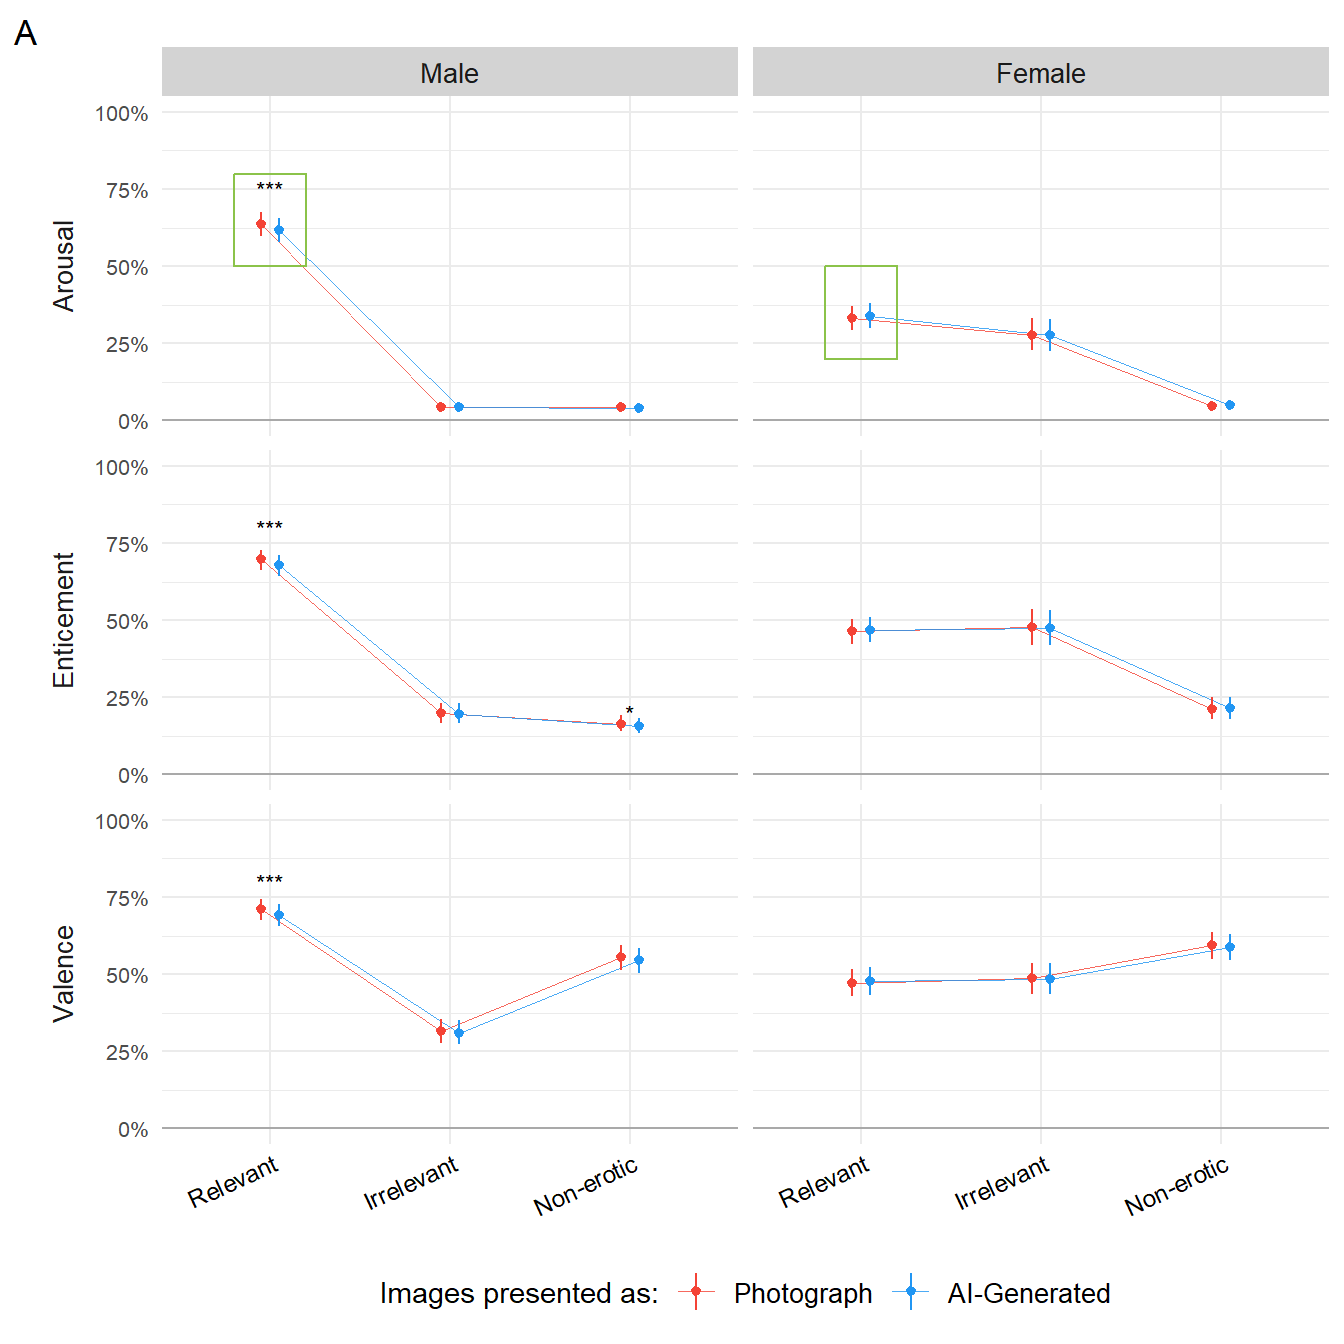 A
Male
Female
100%
75%
50%
25%
0%
Arousal
***
100%
75%
50%
25%
0%
Enticement
***
*
100%
75%
50%
25%
0%
Valence
***
Relevant
Irrelevant
Non-erotic
Relevant
Irrelevant
Non-erotic
Images presented as: Photograph AI-Generated